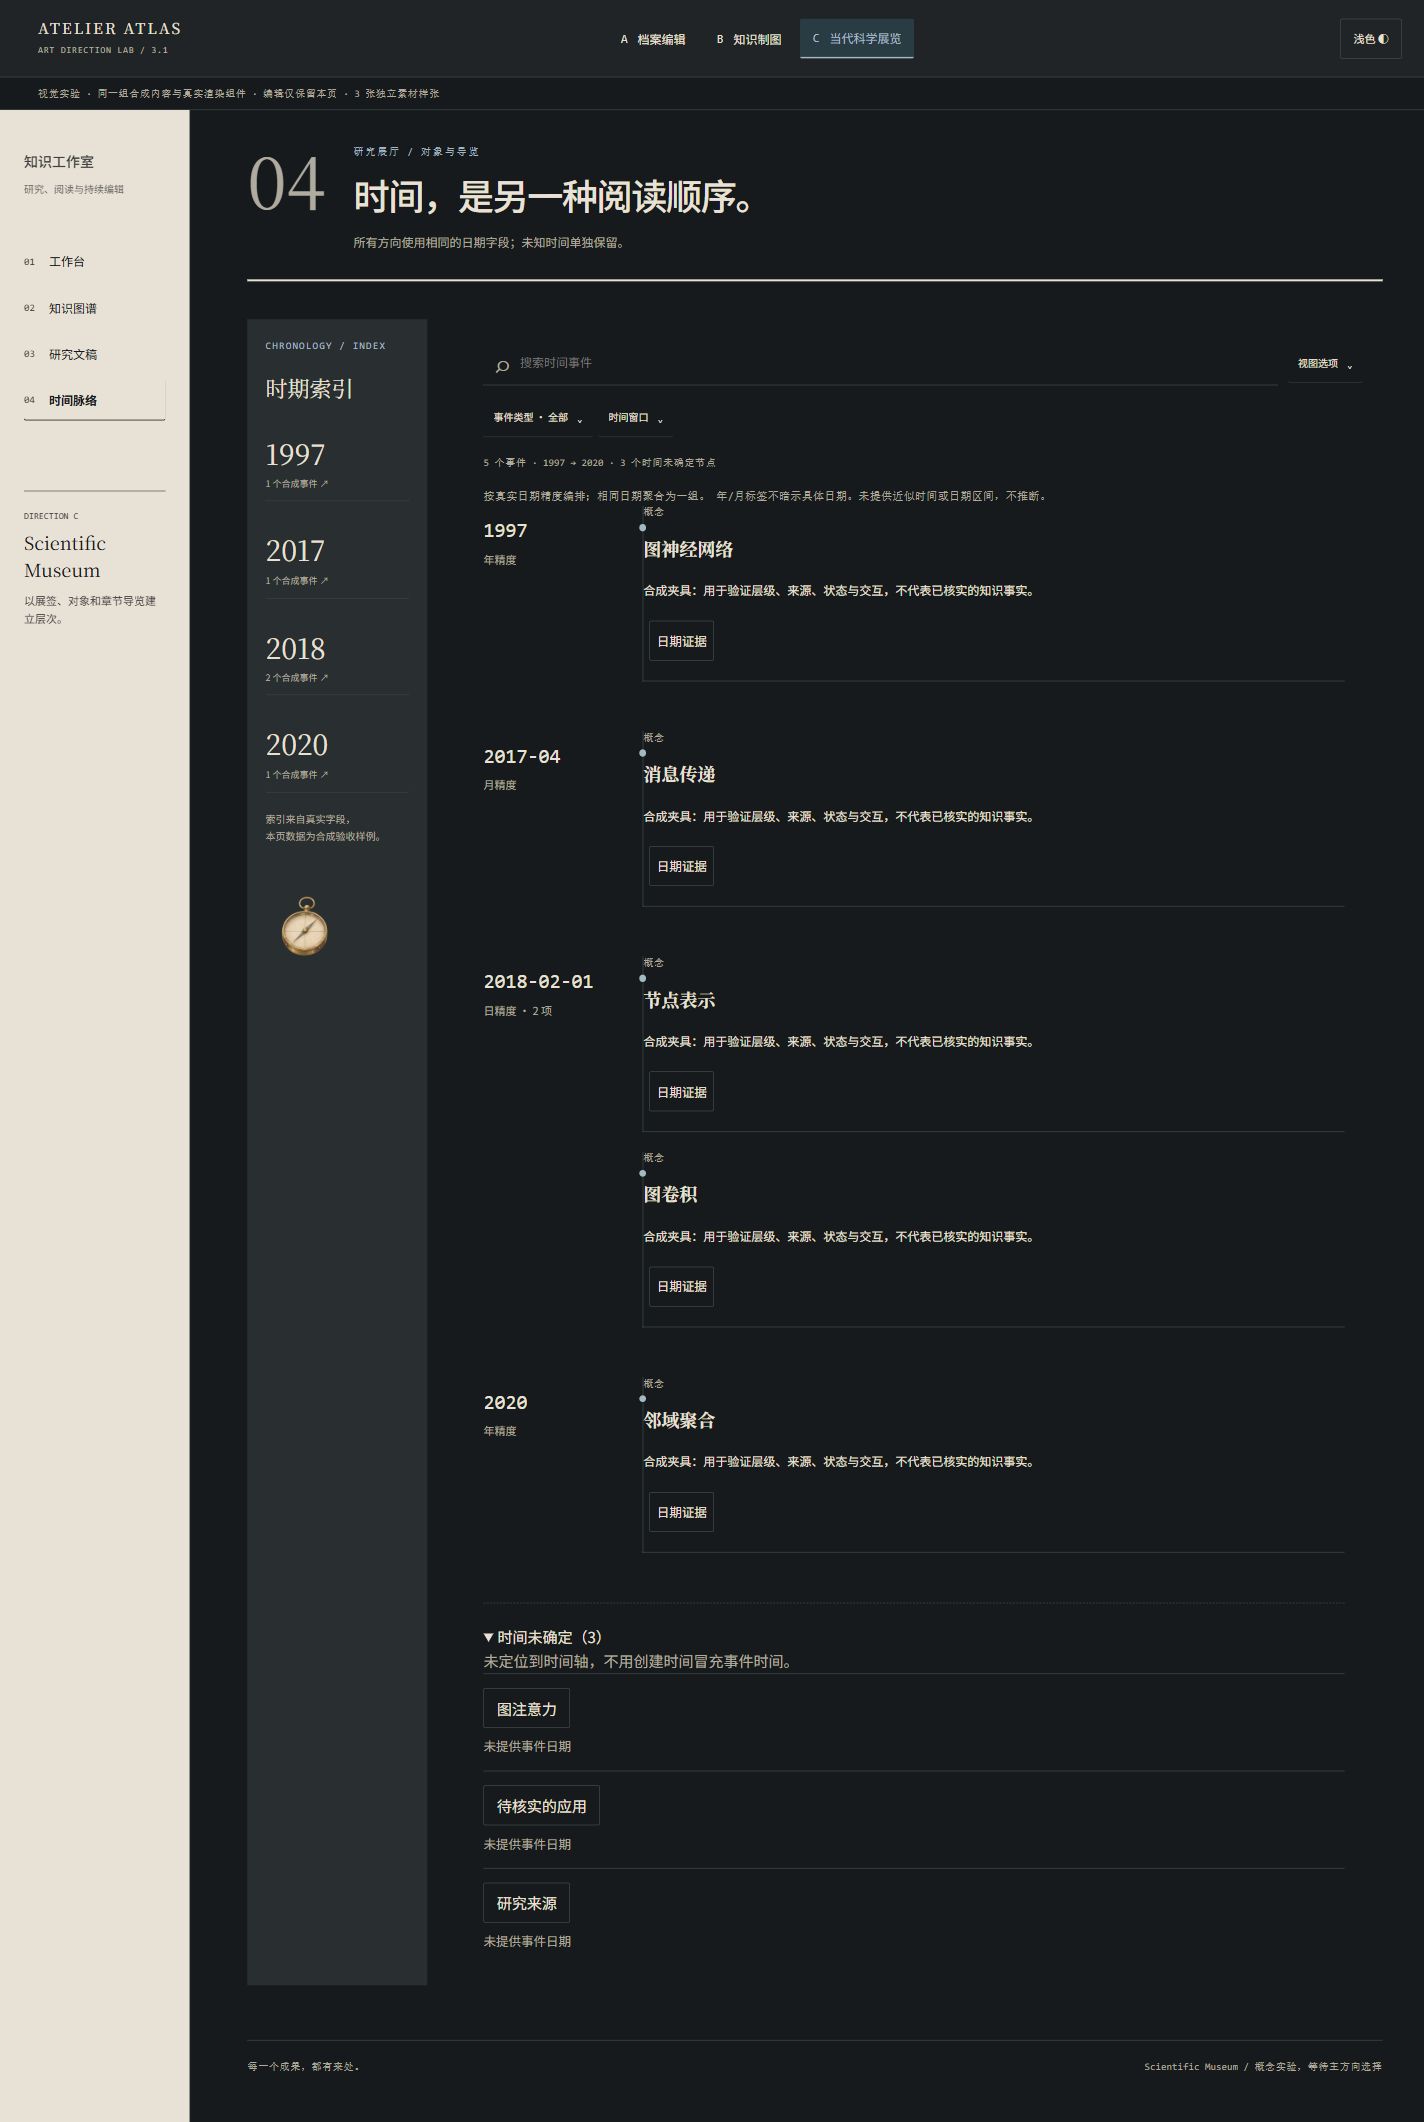 ATELIER ATLAS
ART DIRECTION LAB / 3.1
A 档案编辑
B 知识制图
C 当代科学展览
浅色
视觉实验 · 同一组合成内容与真实渲染组件 · 编辑仅保留本页 · 3 张独立素材样张
知识工作室
研究、阅读与持续编辑
01 工作台
02 知识图谱
03 研究文稿
04 时间脉络
DIRECTION C
Scientific
Museum
以展签、对象和章节导览建
立层次。
04
研究展厅 / 对象与导览
时间，是另一种阅读顺序。
所有方向使用相同的日期字段；未知时间单独保留。
CHRONOLOGY / INDEX
时期索引
1997
1 个合成事件 ↗
2017
1 个合成事件 ↗
2018
2 个合成事件 ↗
2020
1 个合成事件 ↗
索引来自真实字段，
本页数据为合成验收样例。
搜索时间事件
视图选项
事件类型 · 全部
时间窗口
5 个事件 · 1997 → 2020 · 3 个时间未确定节点
按真实日期精度编排；相同日期聚合为一组。 年/月标签不暗示具体日期。未提供近似时间或日期区间，不推断。
1997
年精度
概念
图神经网络
合成夹具：用于验证层级、来源、状态与交互，不代表已核实的知识事实。
日期证据
2017-04
月精度
概念
消息传递
合成夹具：用于验证层级、来源、状态与交互，不代表已核实的知识事实。
日期证据
2018-02-01
日精度 · 2 项
概念
节点表示
合成夹具：用于验证层级、来源、状态与交互，不代表已核实的知识事实。
日期证据
概念
图卷积
合成夹具：用于验证层级、来源、状态与交互，不代表已核实的知识事实。
日期证据
2020
年精度
概念
邻域聚合
合成夹具：用于验证层级、来源、状态与交互，不代表已核实的知识事实。
日期证据
▼ 时间未确定（3）
未定位到时间轴，不用创建时间冒充事件时间。
图注意力
未提供事件日期
待核实的应用
未提供事件日期
研究来源
未提供事件日期
每一个成果，都有来处。
Scientific Museum / 概念实验，等待主方向选择